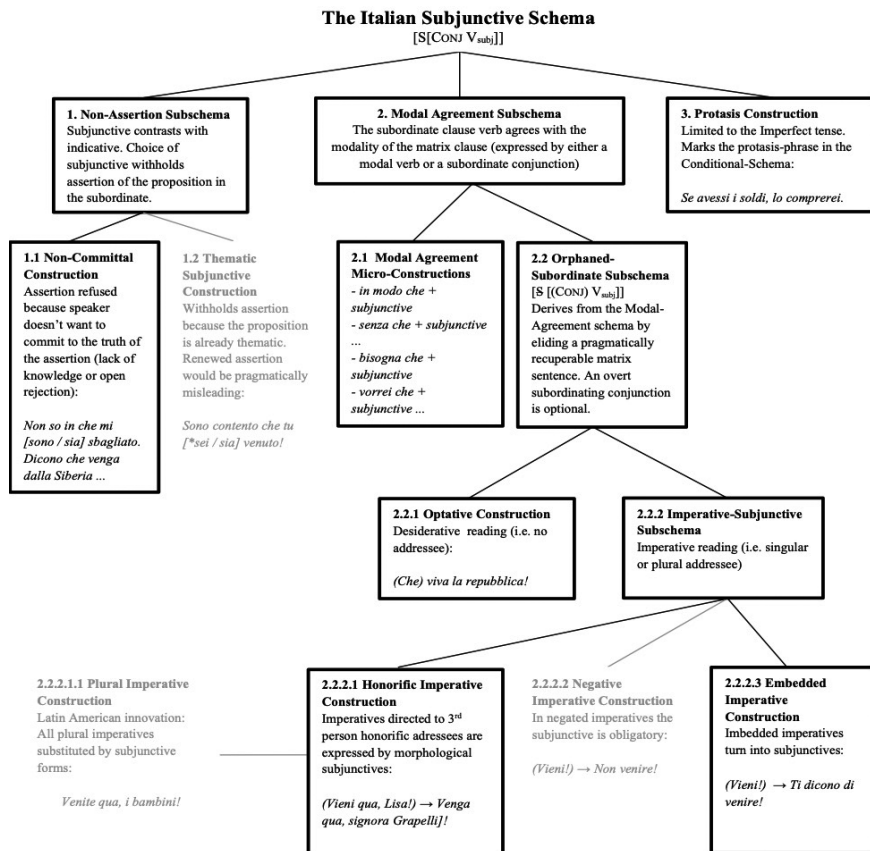 The Italian Subjunctive Schema
[S[CONJ Vsubj]]
1. Non-Assertion Subschema
Subjunctive contrasts with
indicative. Choice of
subjunctive withholds
assertion of the proposition in
the subordinate.
2. Modal Agreement Subschema
The subordinate clause verb agrees with the
modality of the matrix clause (expressed by either a
modal verb or a subordinate conjunction)
3. Protasis Construction
Limited to the Imperfect tense.
Marks the protasis-phrase in the
Conditional-Schema:
Se avessi i soldi, lo comprerei.
1.1 Non-Committal
Construction
Assertion refused
because speaker
doesn't want to
commit to the truth of
the assertion (lack of
knowledge or open
rejection):
Non so in che mi
[sono / sia] sbagliato.
Dicono che venga
dalla Siberia ...
1.2 Thematic
Subjunctive
Construction
Withholds assertion
because the proposition
is already thematic.
Renewed assertion
would be pragmatically
misleading:
Sono contento che tu
[*sei / sia] venuto!
2.1 Modal Agreement
Micro-Constructions
- in modo che +
subjunctive
- senza che + subjunctive
...
- bisogna che +
subjunctive
- vorrei che +
subjunctive ...
2.2 Orphaned-
Subordinate Subschema
[S [(CONJ) Vsubj]]
Derives from the Modal-
Agreement schema by
eliding a pragmatically
recuperable matrix
sentence. An overt
subordinating conjunction
is optional.
2.2.1 Optative Construction
Desiderative reading (i.e. no
addressee):
(Che) viva la repubblica!
2.2.2 Imperative-Subjunctive
Subschema
Imperative reading (i.e. singular
or plural addressee)
2.2.2.1.1 Plural Imperative
Construction
Latin American innovation:
All plural imperatives
substituted by subjunctive
forms:
Venite qua, i bambini!
2.2.2.1 Honorific Imperative
Construction
Imperatives directed to 3rd
person honorific adressees are
expressed by morphological
subjunctives:
(Vieni qua, Lisa!) → Venga
qua, signora Grapelli]!
2.2.2.2 Negative
Imperative Construction
In negated imperatives the
subjunctive is obligatory:
(Vieni!) → Non venire!
2.2.2.3 Embedded
Imperative
Construction
Imbedded imperatives
turn into subjunctives:
(Vieni!) → Ti dicono di
venire!